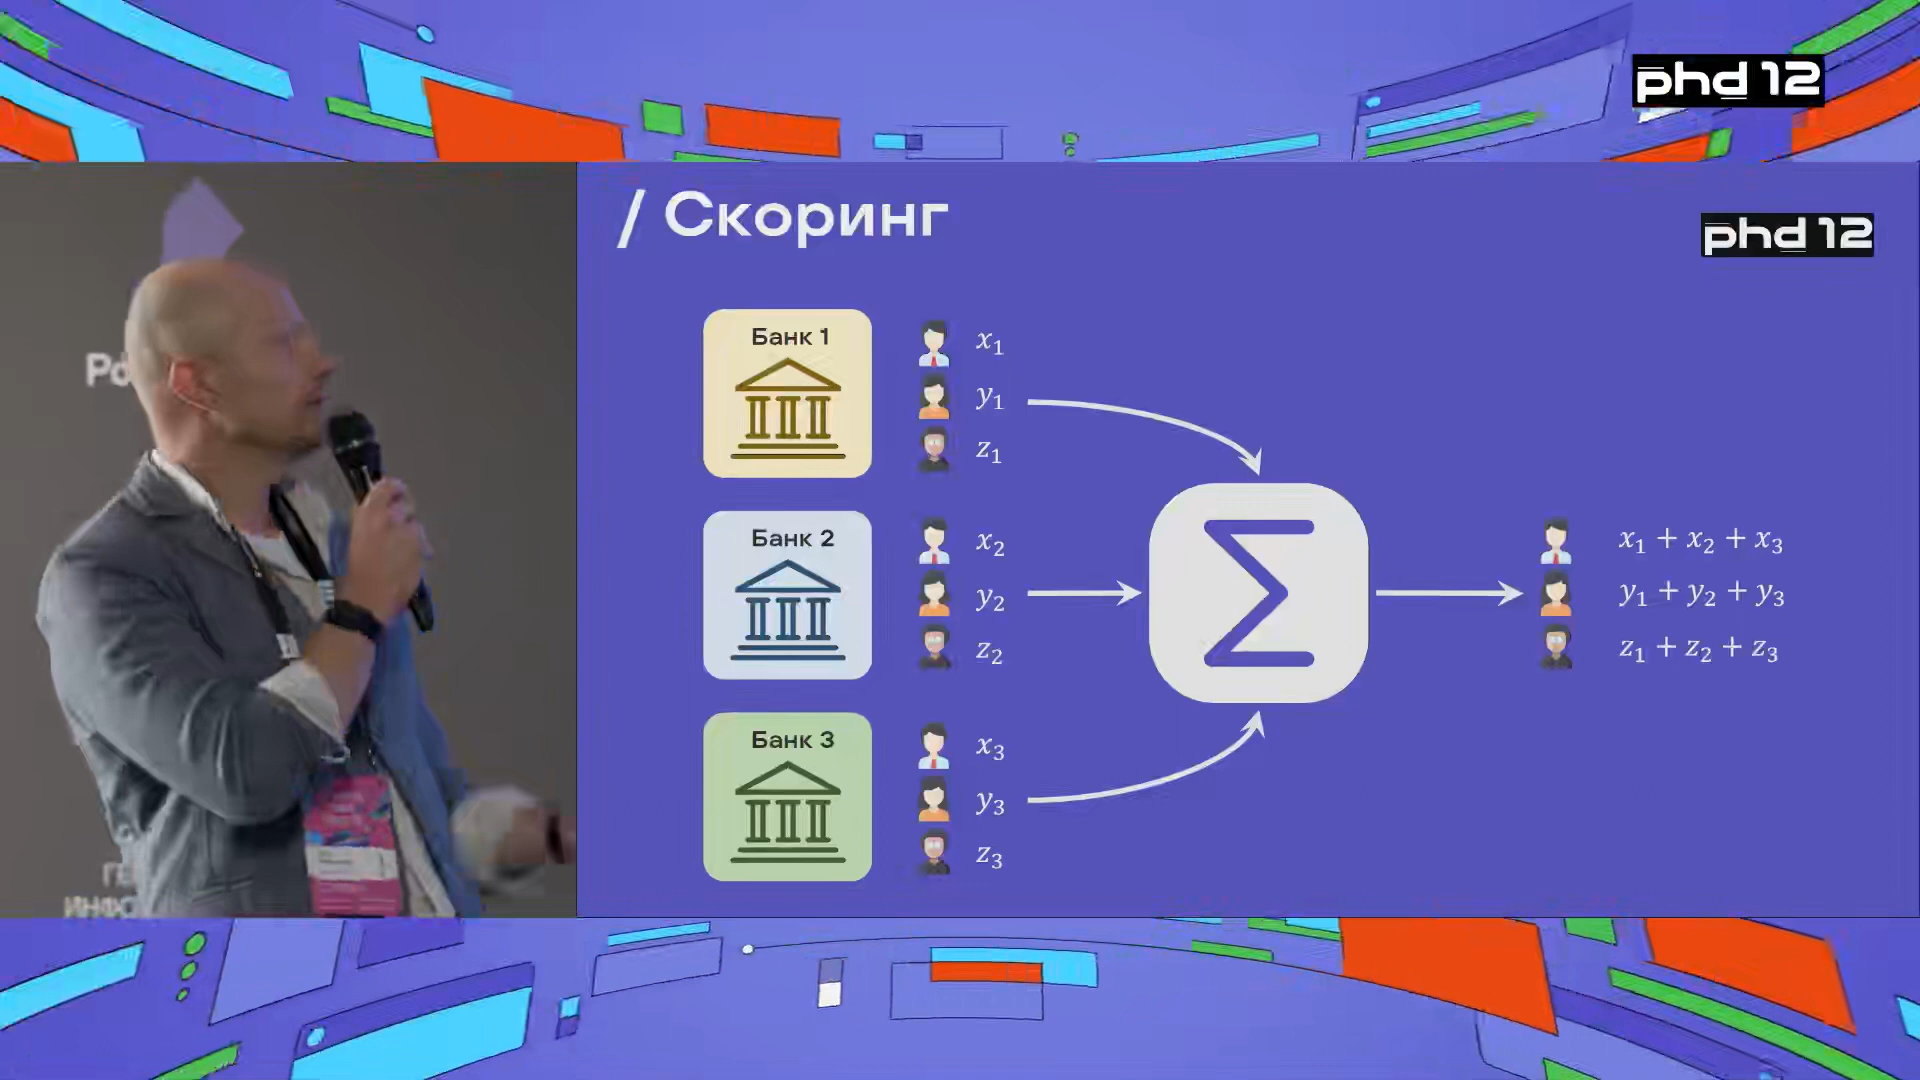 phd 12
/ Скоринг
phd 12
Банк 1
x₁
y₁
z₁
Банк 2
x₂
y₂
z₂
Банк 3
x₃
y₃
z₃
Σ
x₁ + x₂ + x₃
y₁ + y₂ + y₃
z₁ + z₂ + z₃